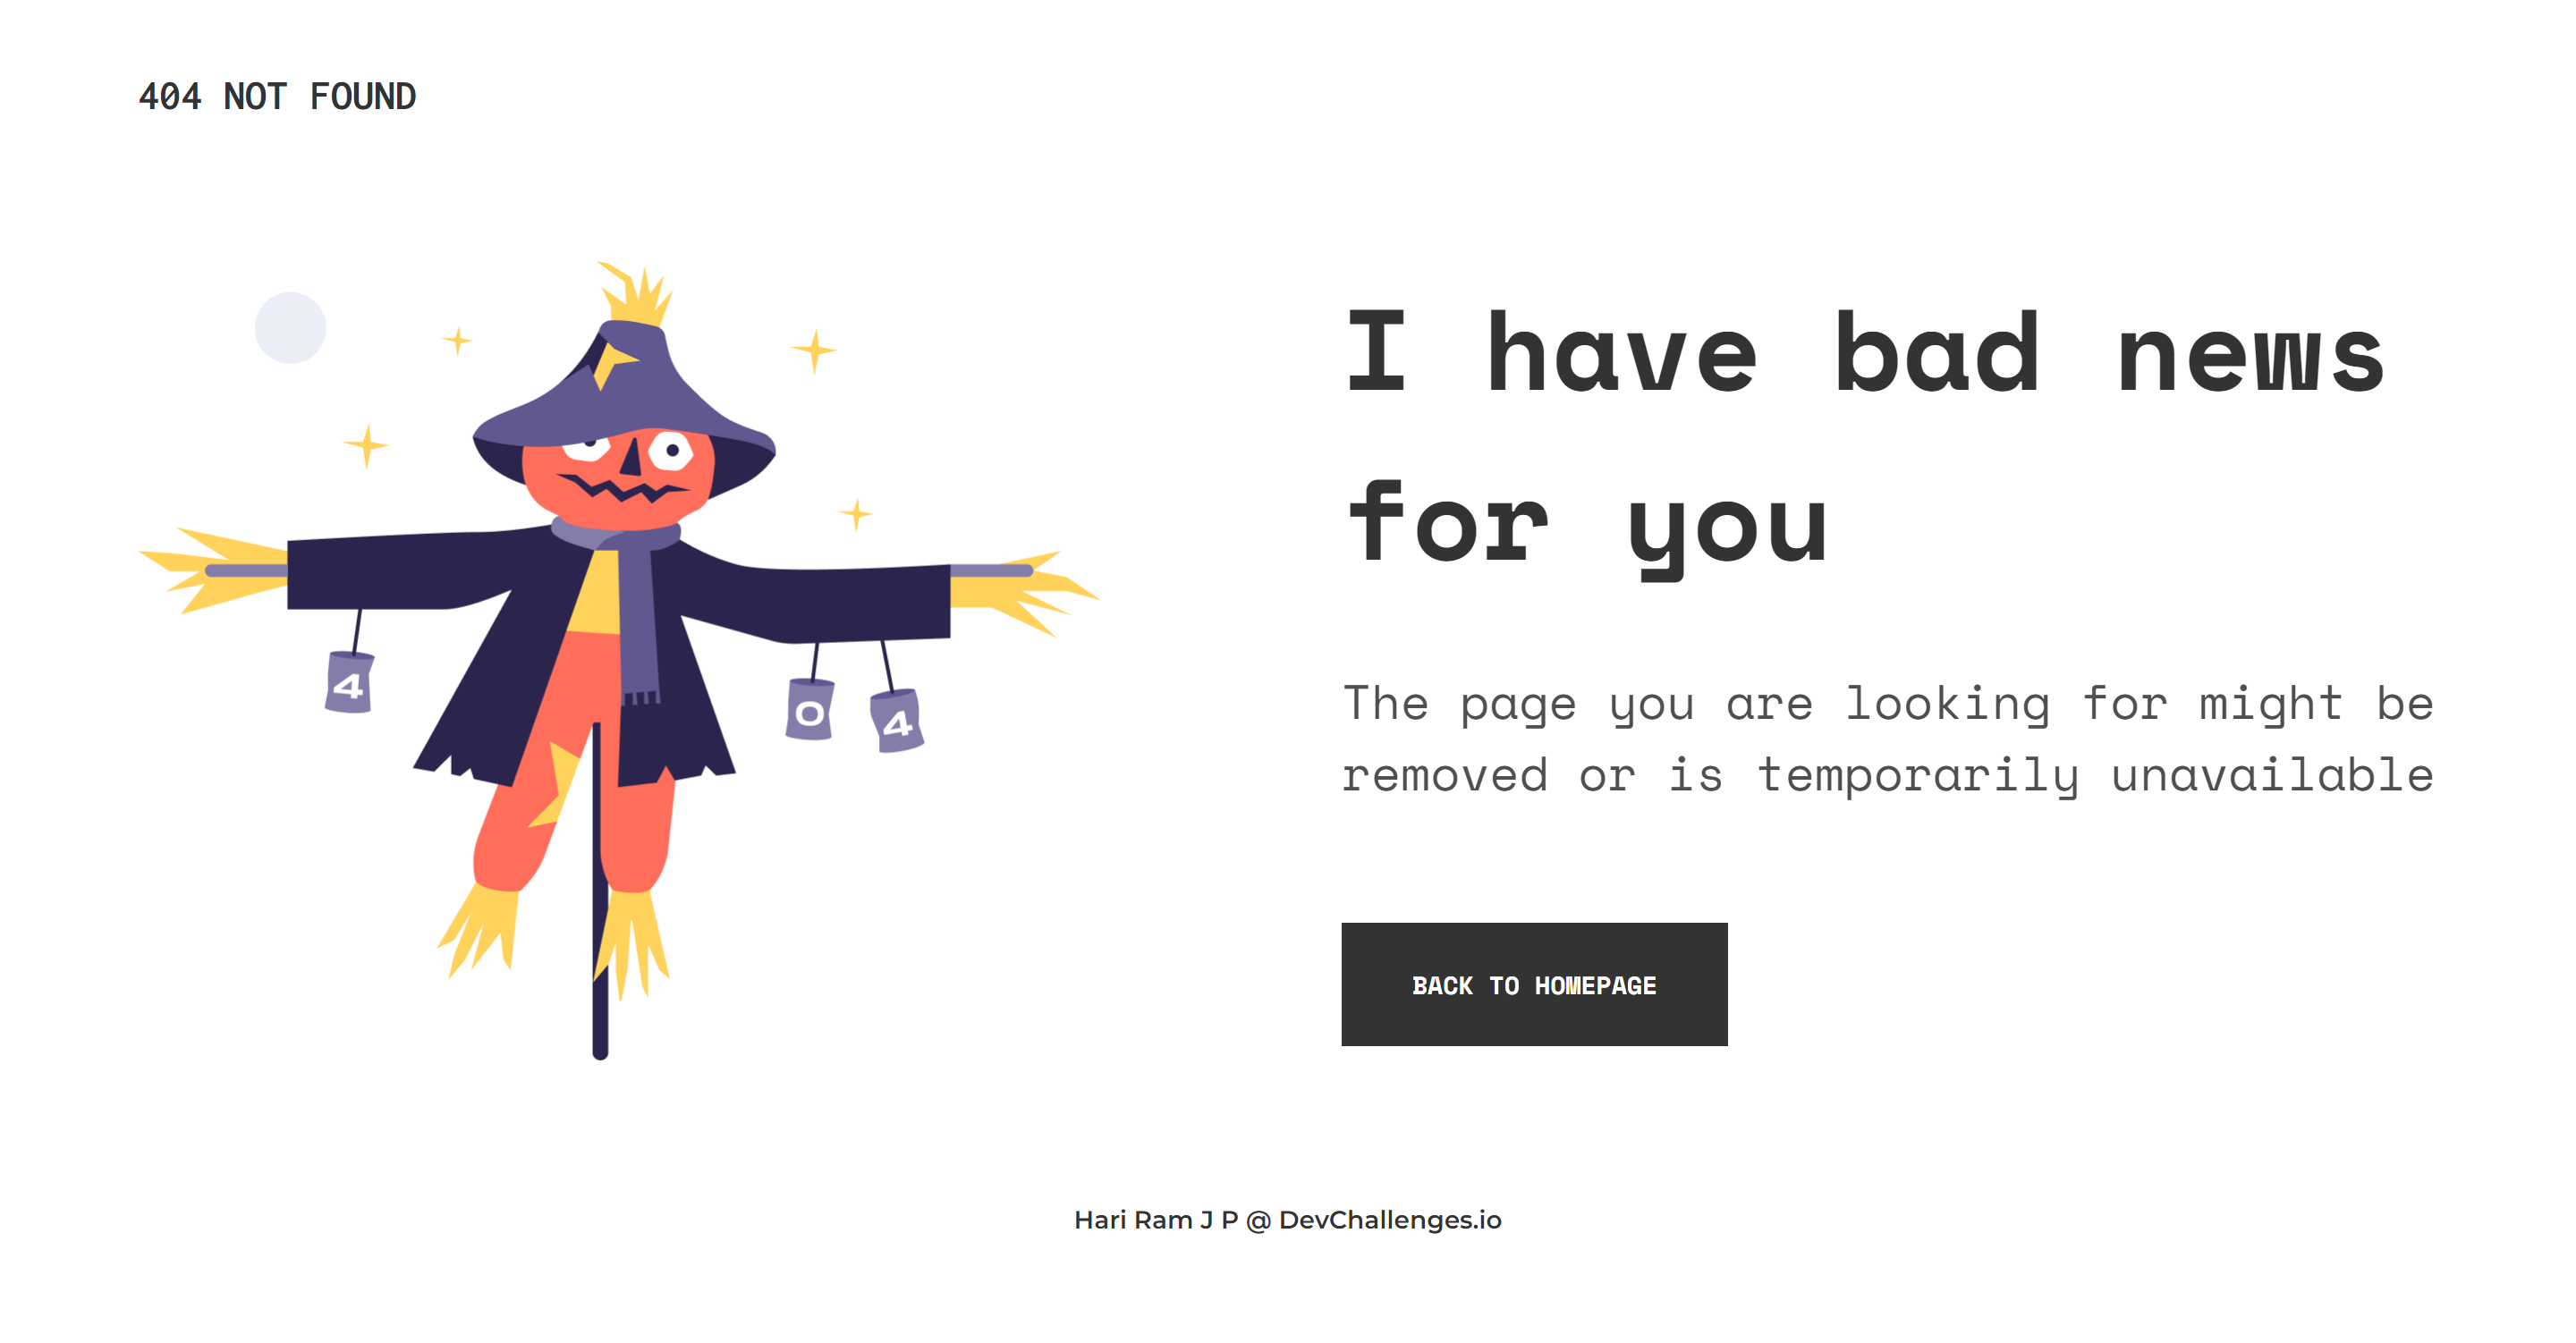 404 NOT FOUND
4
0
4
I have bad news
for you
The page you are looking for might be
removed or is temporarily unavailable
BACK TO HOMEPAGE
Hari Ram J P @ DevChallenges.io